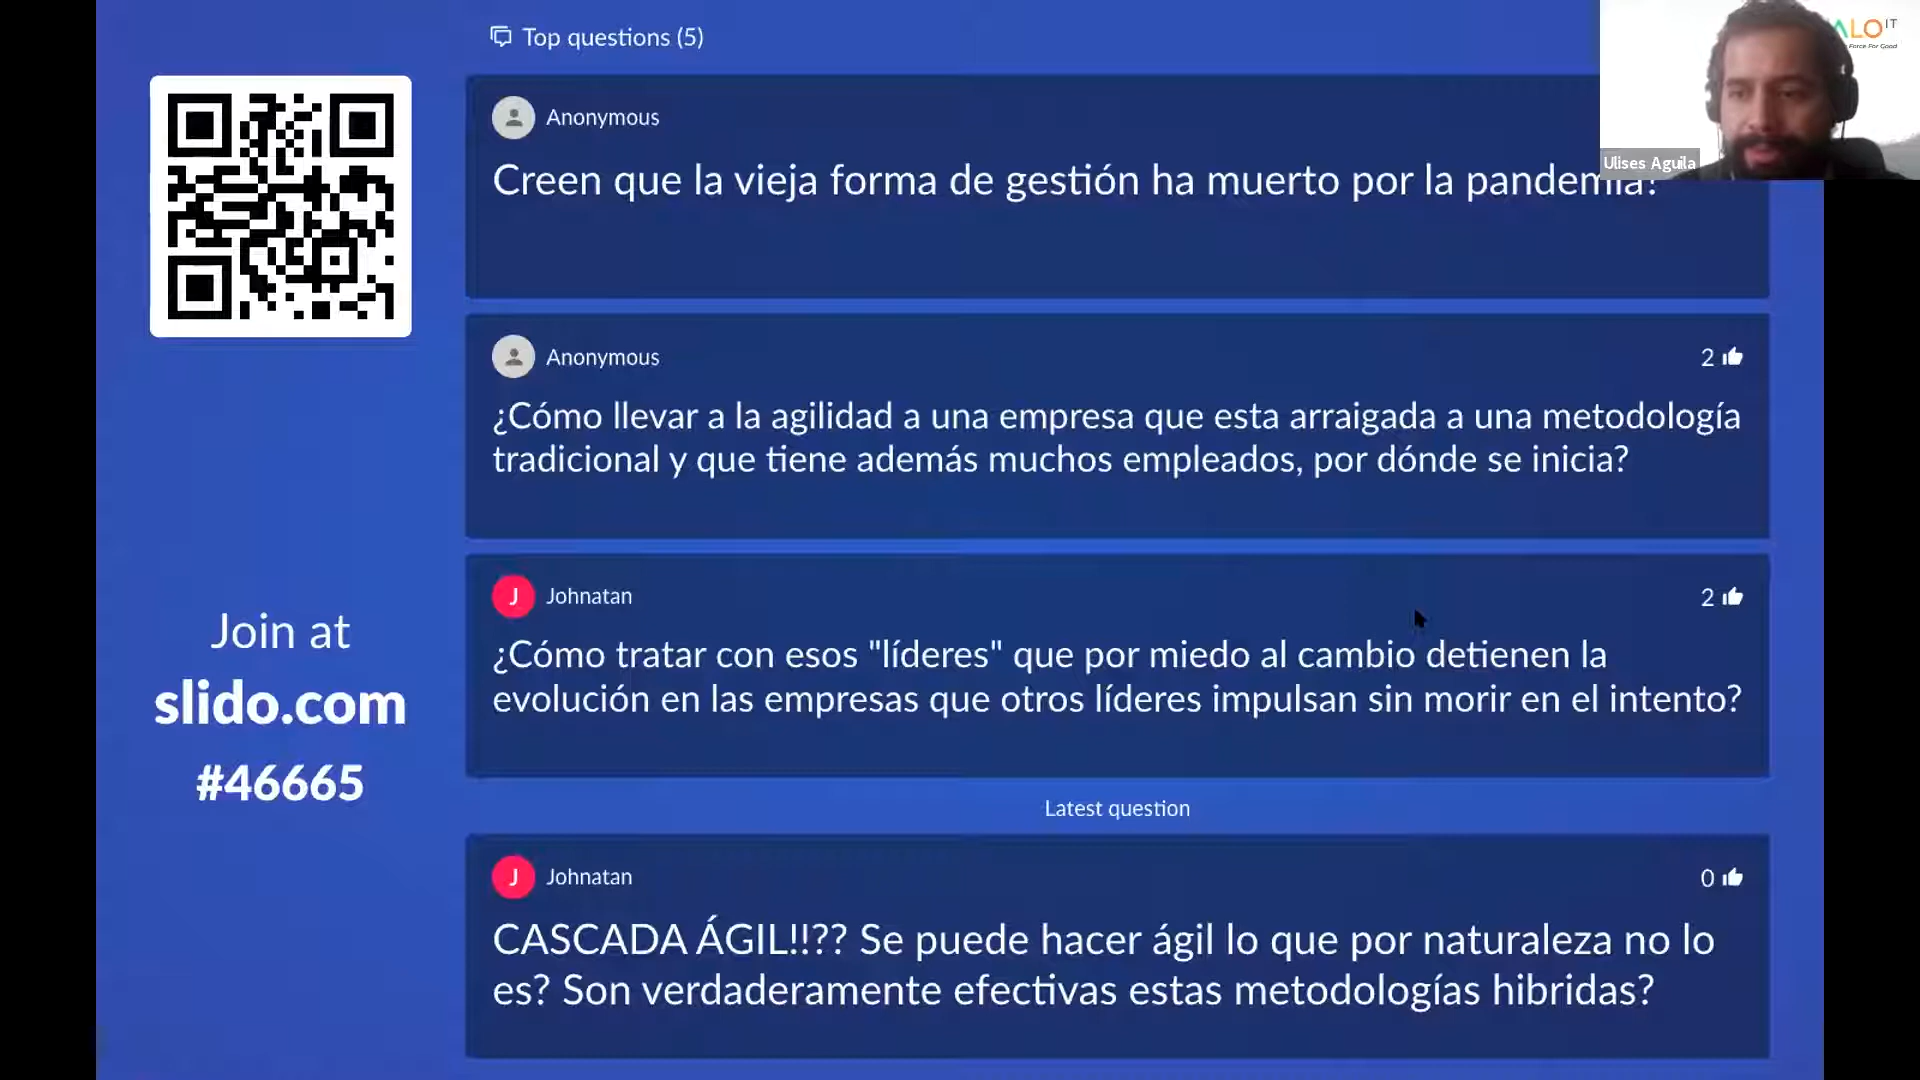 Top questions (5)
Anonymous
Creen que la vieja forma de gestión ha muerto por la pandemia?
Anonymous
2
¿Cómo llevar a la agilidad a una empresa que esta arraigada a una metodología
tradicional y que tiene además muchos empleados, por dónde se inicia?
J Johnatan
2
¿Cómo tratar con esos "líderes" que por miedo al cambio detienen la
evolución en las empresas que otros líderes impulsan sin morir en el intento?
Latest question
J Johnatan
0
CASCADA ÁGIL!!?? Se puede hacer ágil lo que por naturaleza no lo
es? Son verdaderamente efectivas estas metodologías hibridas?
Join at
slido.com
#46665
ALO IT
Force For Good
Ulises Aguila